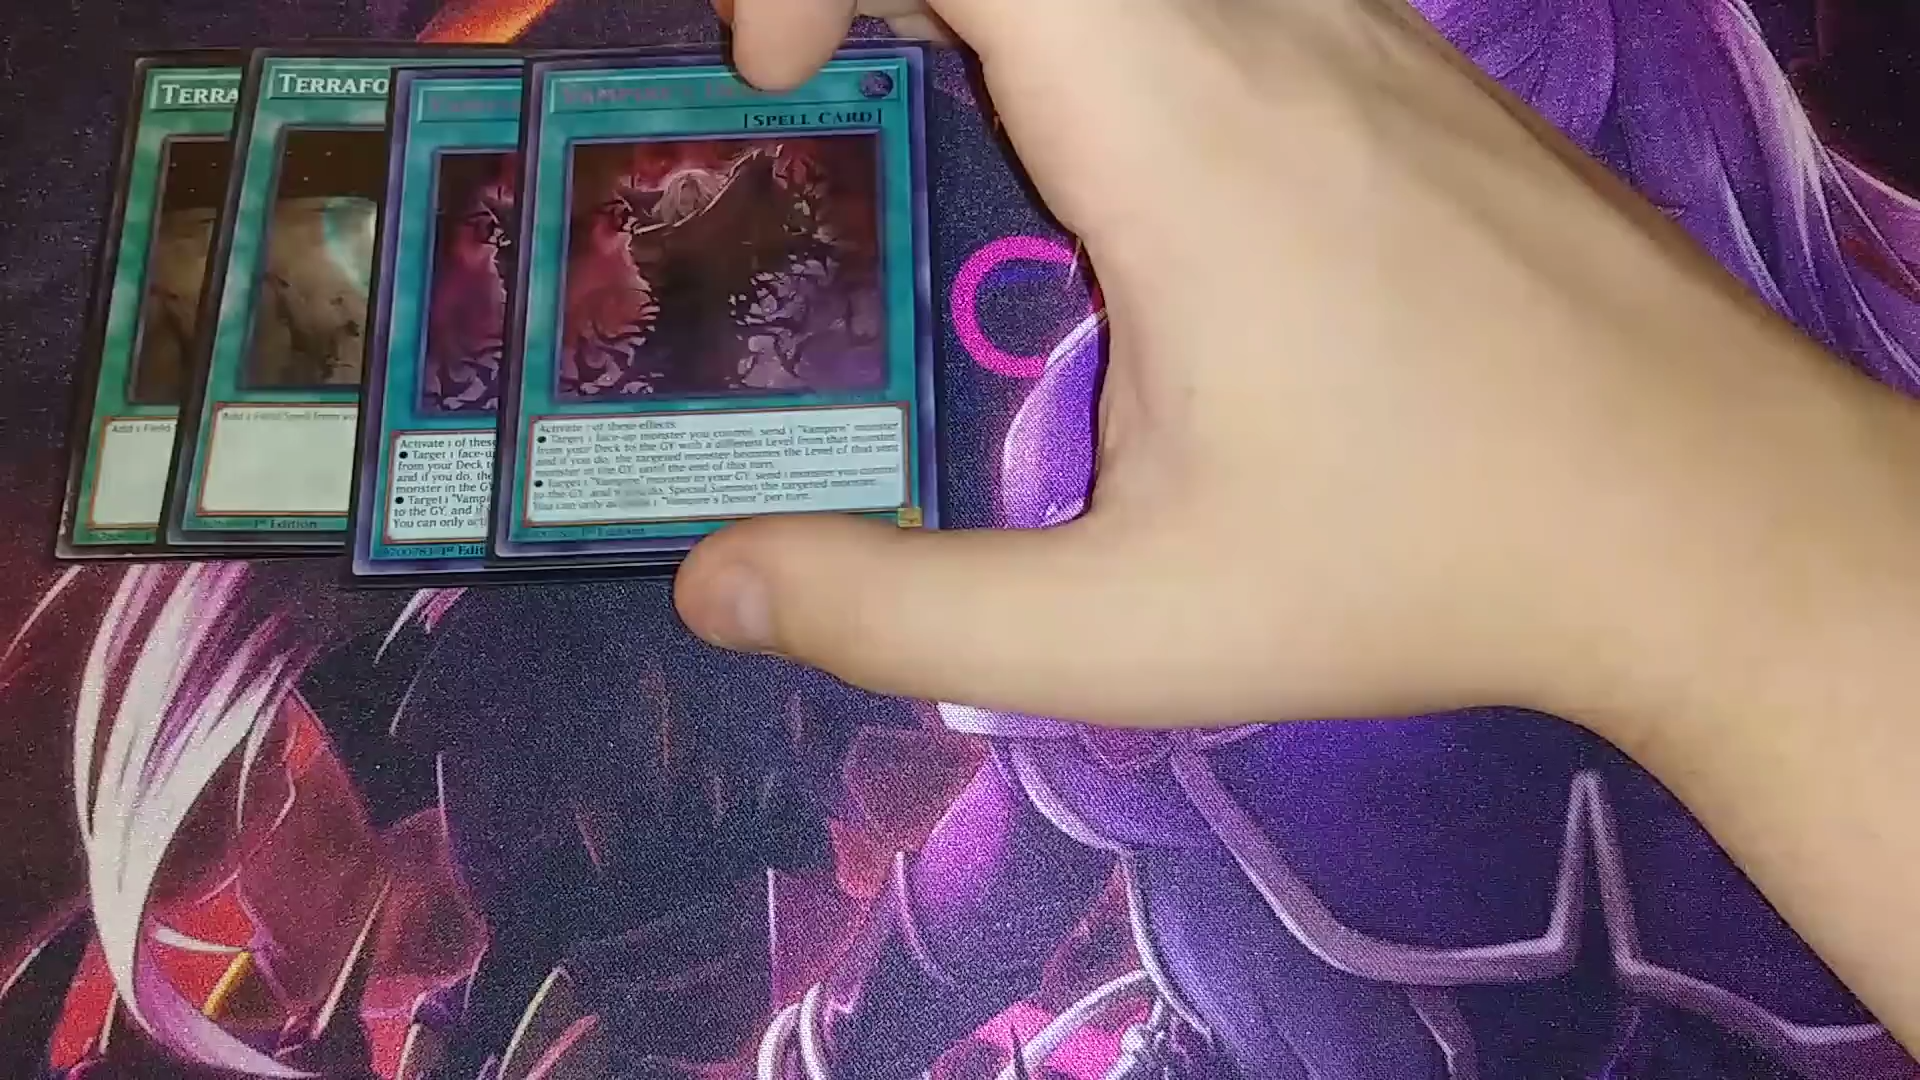 TERRA
TERRAFO
VAMPIRE'S
[SPELL CARD]
Add 1 Field
Add 1 Field Spell from
Activate 1 of these
● Target 1 face-u
from your Deck t
and if you do, the
monster in the G
● Target 1 "Vampi
to the GY, and if
You can only act
1st Edit
Activate 1 of these effects.
● Target 1 face-up monster you control; send 1 "Vampire" monster
from your Deck to the GY with a different Level from that monster,
and if you do, the targeted monster becomes the Level of that sent
monster in the GY, until the end of this turn.
● Target 1 "Vampire" monster in your GY; send 1 monster you control
to the GY, and if you do, Special Summon the targeted monster.
You can only activate 1 "Vampire's Desire" per turn.
1st Edition
1st Edition